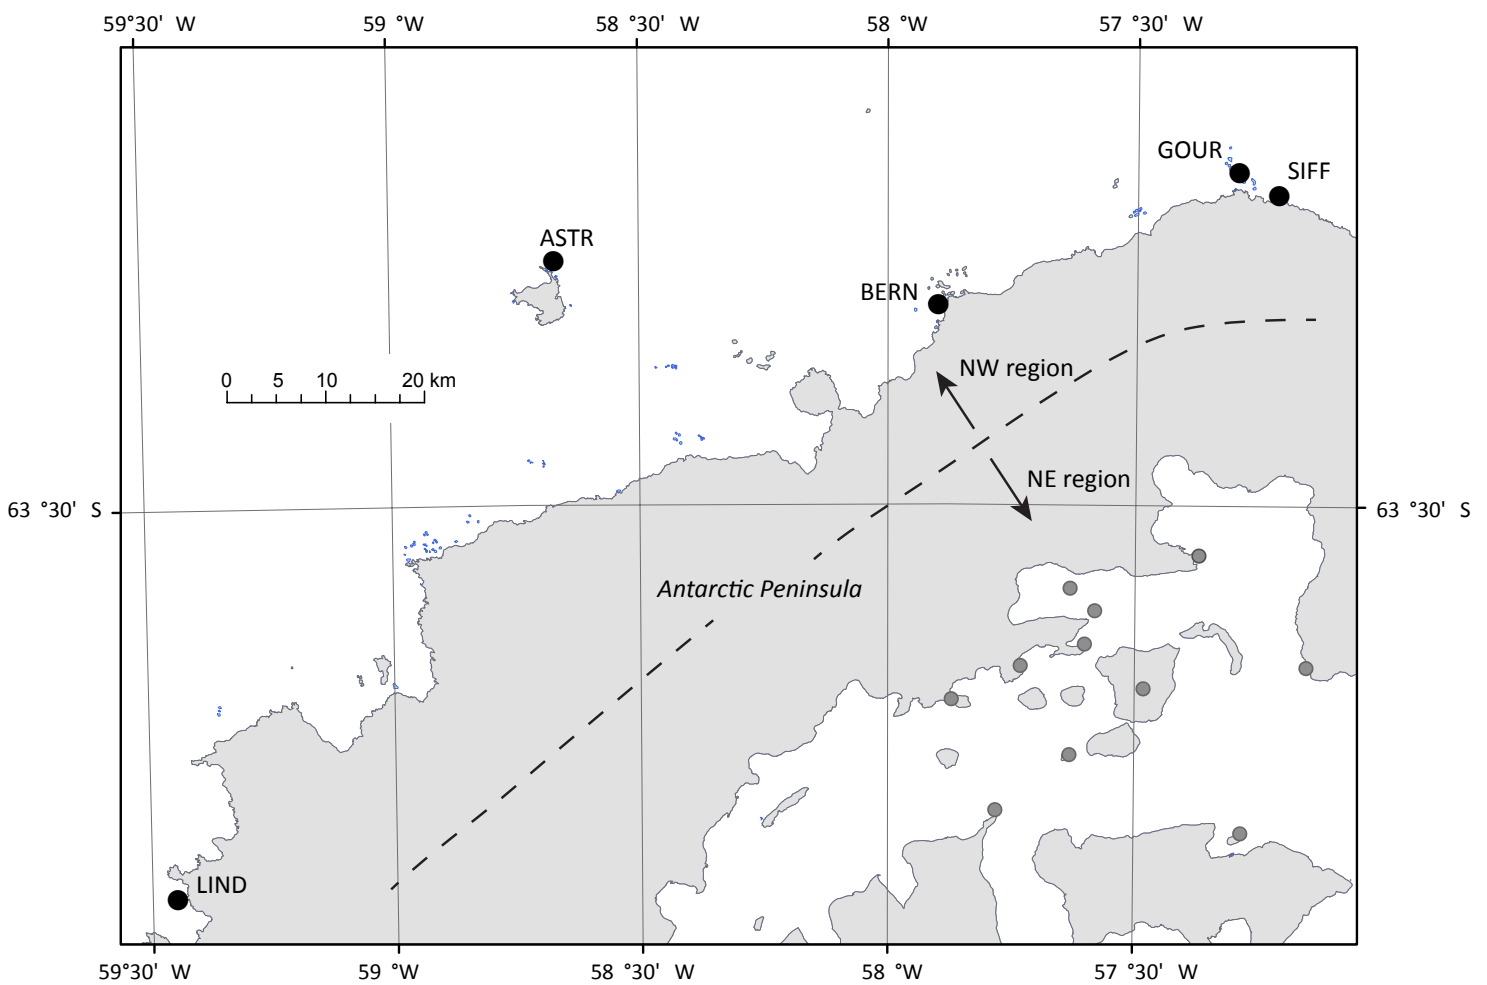 59°30' W 59 °W 58 °30' W 58 °W 57 °30' W
GOUR
SIFF
ASTR
BERN
NW region
0 5 10 20 km
NE region
63 °30' S 63 °30' S
Antarctic Peninsula
LIND
59°30' W 59 °W 58 °30' W 58 °W 57 °30' W